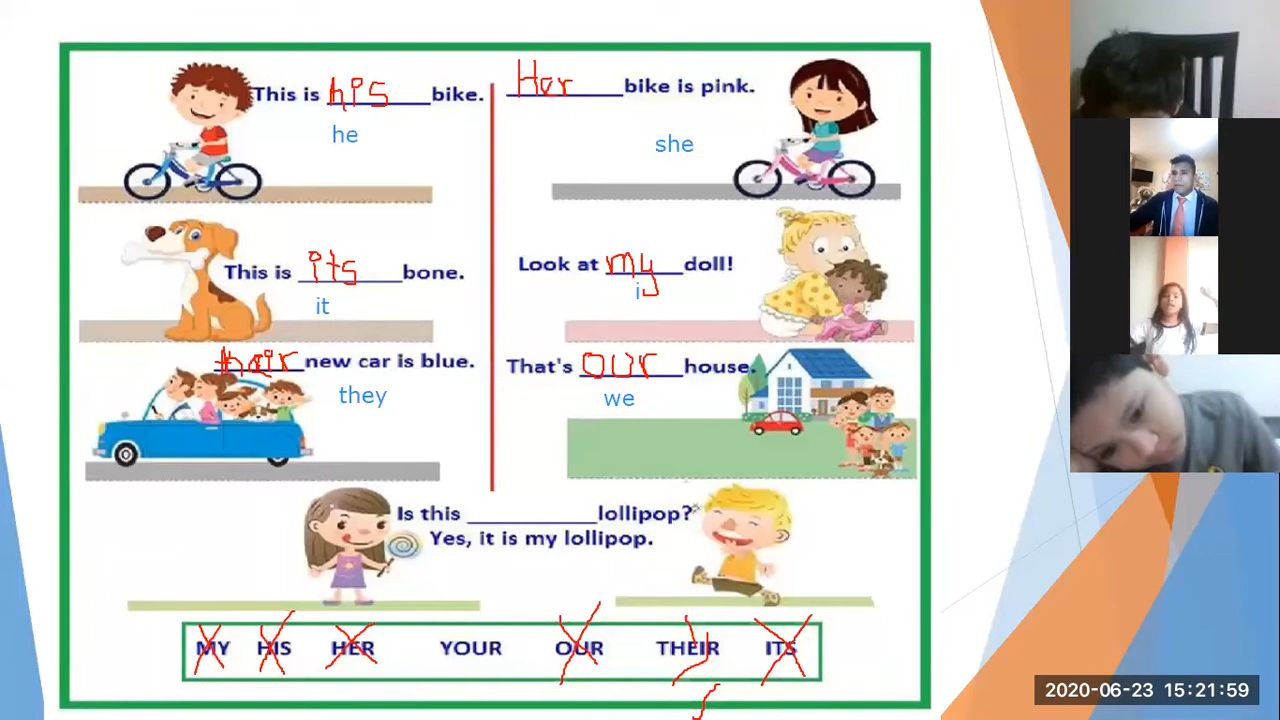 This is his bike.
he
Her bike is pink.
she
This is its bone.
it
Look at my doll!
i
their new car is blue.
they
That's our house.
we
Is this __________ lollipop?
Yes, it is my lollipop.
MY HIS HER YOUR OUR THEIR ITS
2020-06-23 15:21:59